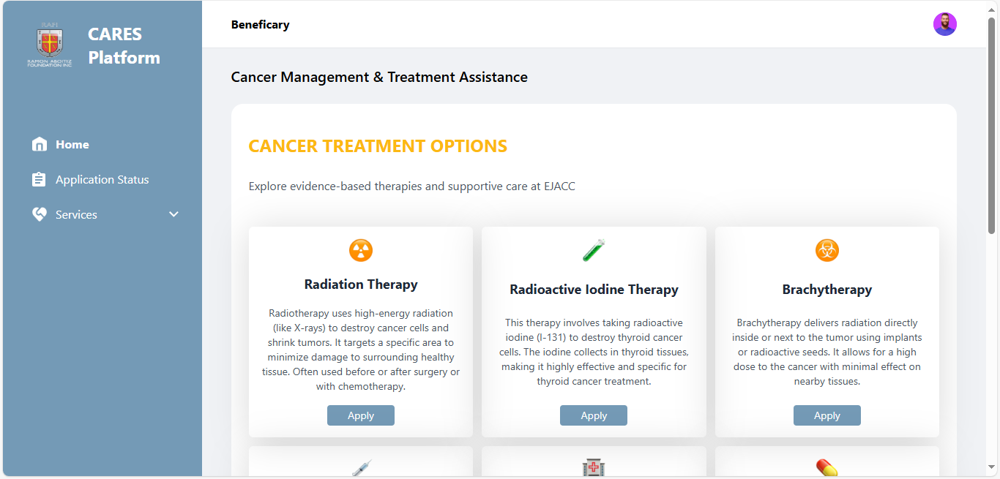 RAFI
RAMON ABOITIZ
FOUNDATION INC
CARES
Platform
Home
Application Status
Services
Beneficary
Cancer Management & Treatment Assistance
CANCER TREATMENT OPTIONS
Explore evidence-based therapies and supportive care at EJACC
Radiation Therapy
Radiotherapy uses high-energy radiation
(like X-rays) to destroy cancer cells and
shrink tumors. It targets a specific area to
minimize damage to surrounding healthy
tissue. Often used before or after surgery or
with chemotherapy.
Apply
Radioactive Iodine Therapy
This therapy involves taking radioactive
iodine (I-131) to destroy thyroid cancer
cells. The iodine collects in thyroid tissues,
making it highly effective and specific for
thyroid cancer treatment.
Apply
Brachytherapy
Brachytherapy delivers radiation directly
inside or next to the tumor using implants
or radioactive seeds. It allows for a high
dose to the cancer with minimal effect on
nearby tissues.
Apply